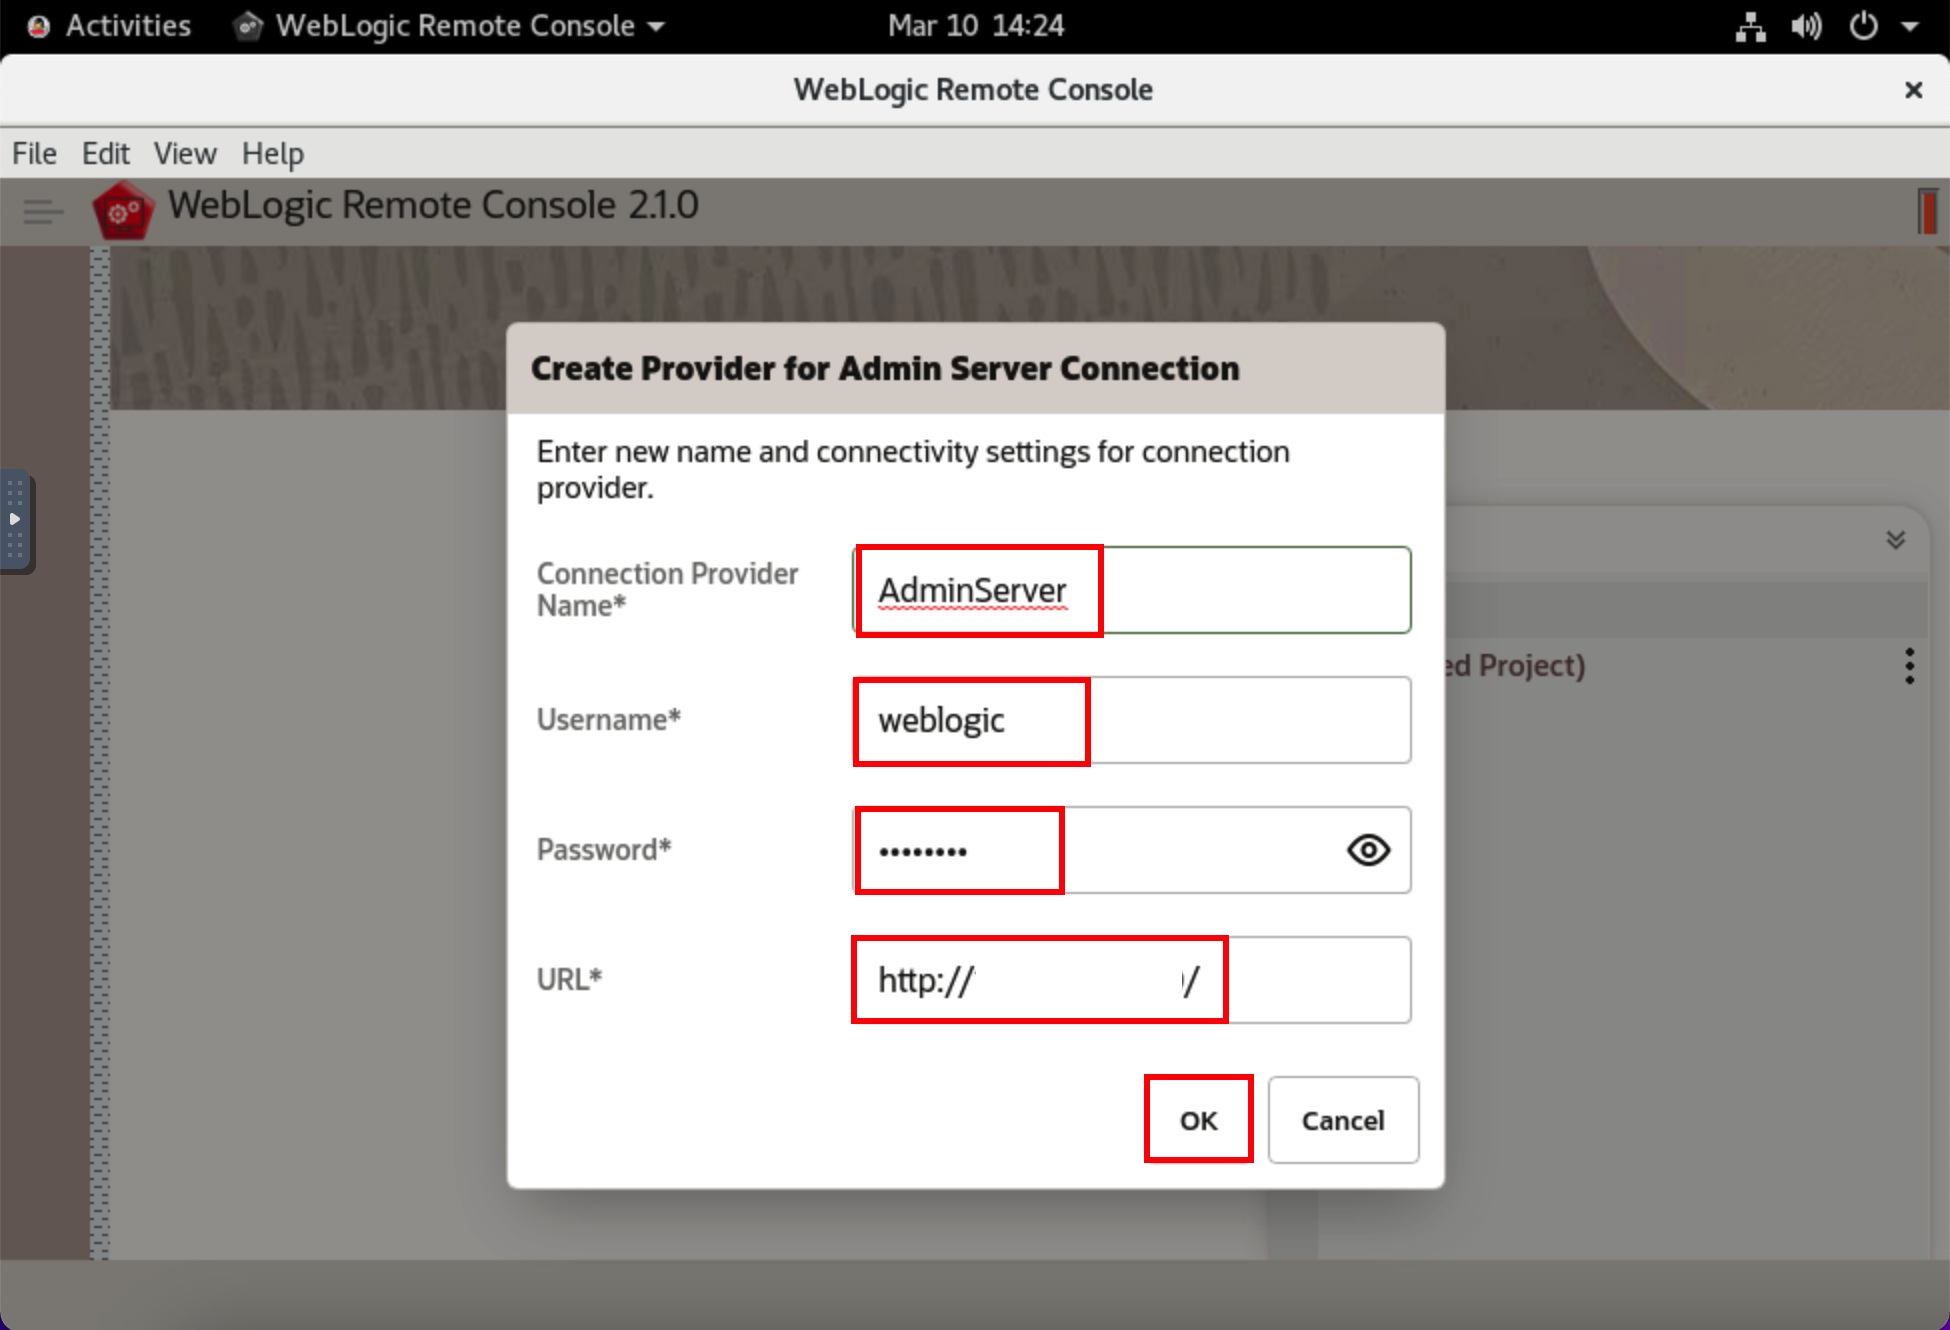 Activities WebLogic Remote Console Mar 10 14:24
WebLogic Remote Console
File Edit View Help
WebLogic Remote Console 2.1.0
Create Provider for Admin Server Connection
Enter new name and connectivity settings for connection
provider.
Connection Provider
Name*
AdminServer
ed Project)
Username*
weblogic
Password*
••••••••
URL*
http:// /
OK Cancel